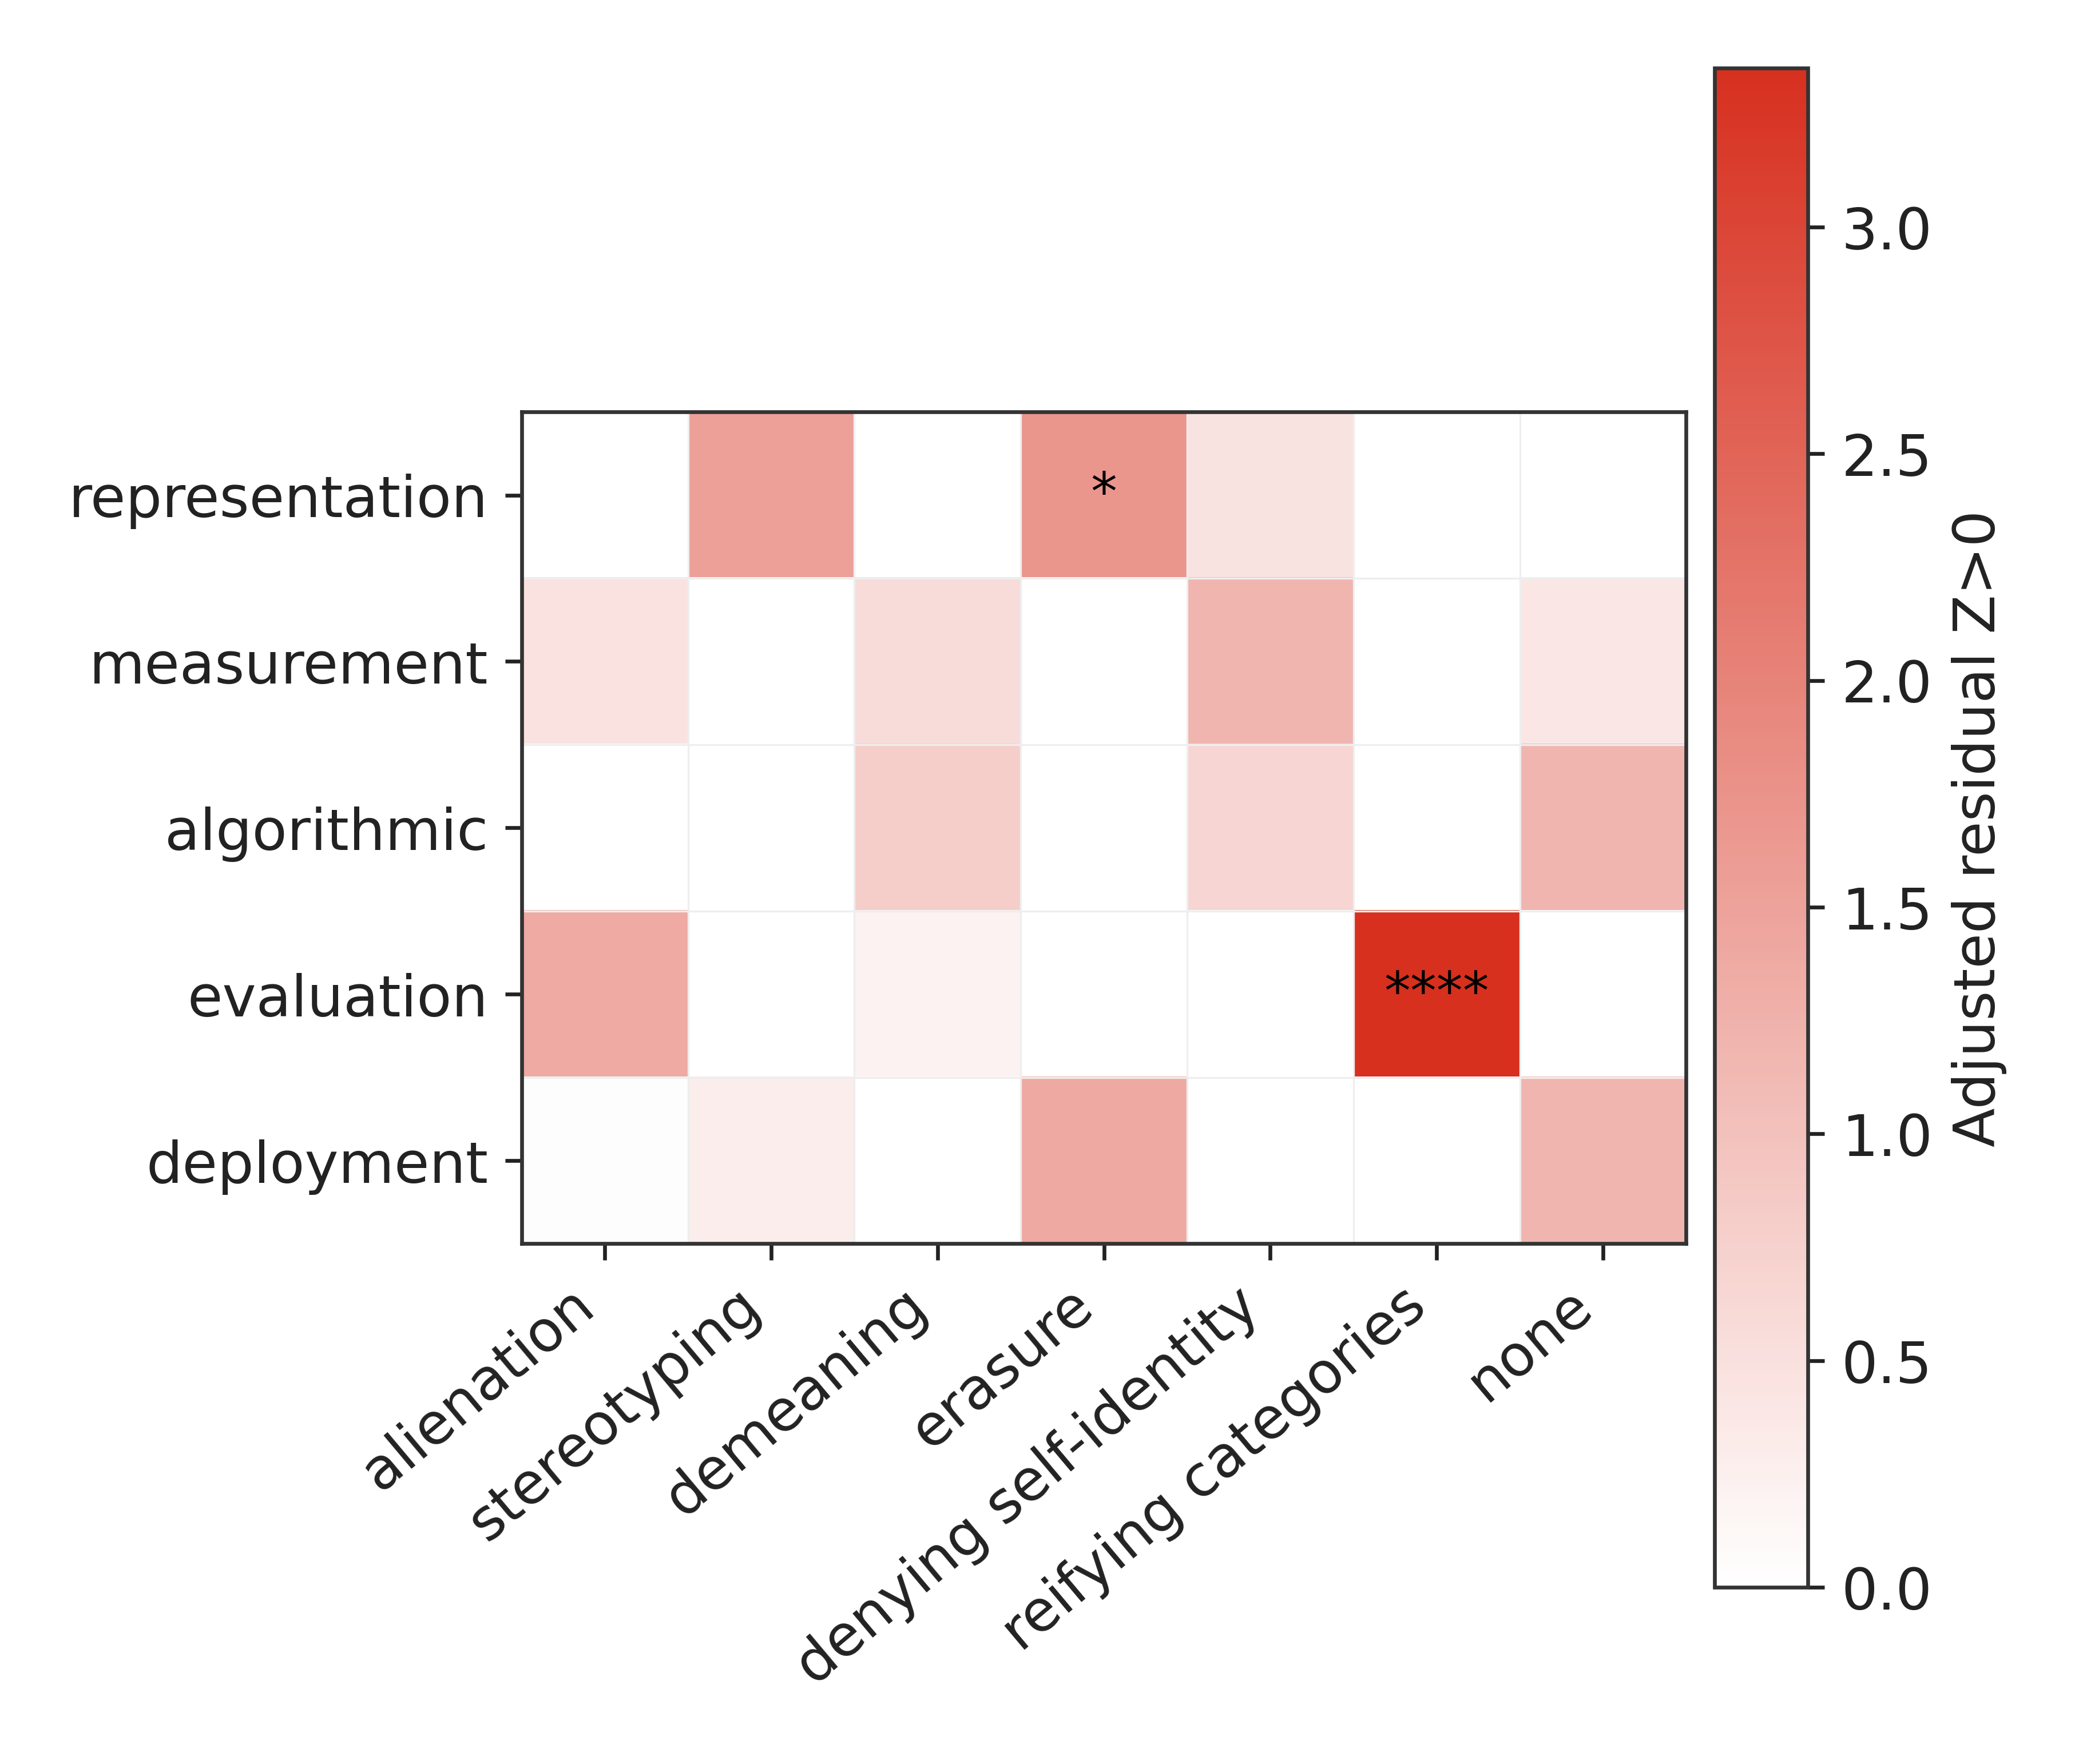 representation
measurement
algorithmic
evaluation
deployment
*
****
alienation
stereotyping
demeaning
erasure
denying self-identity
reifying categories
none
3.0
2.5
2.0
1.5
1.0
0.5
0.0
Adjusted residual Z>0